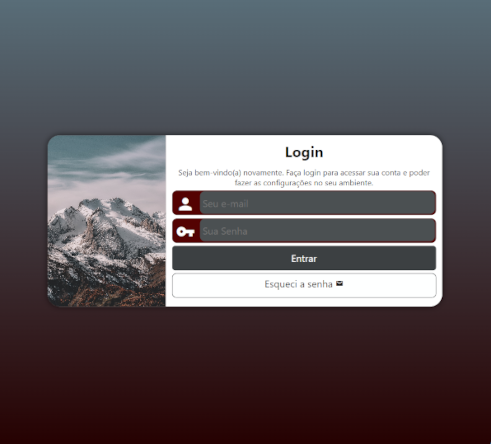 Login
Seja bem-vindo(a) novamente. Faça login para acessar sua conta e poder
fazer as configurações no seu ambiente.
Seu e-mail
Sua Senha
Entrar
Esqueci a senha